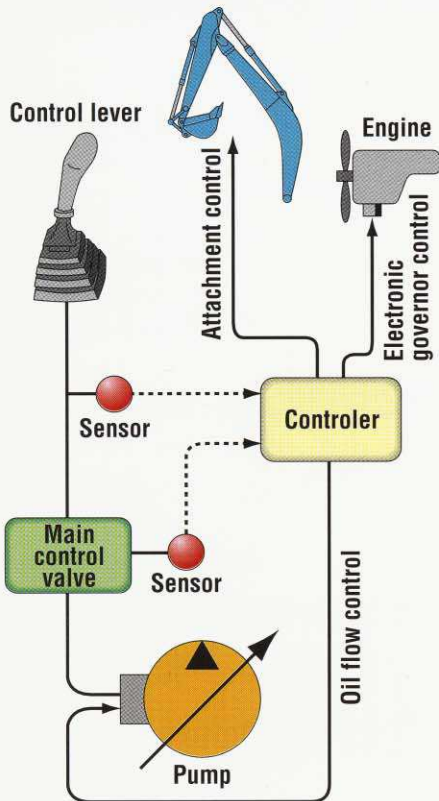 Control lever
Engine
Attachment control
Electronic
governor control
Sensor
Controler
Main
control
valve
Sensor
Oil flow control
Pump